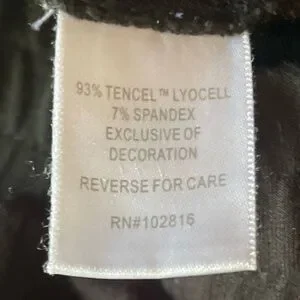 93% TENCEL™ LYOCELL
7% SPANDEX
EXCLUSIVE OF
DECORATION
REVERSE FOR CARE
RN#102816